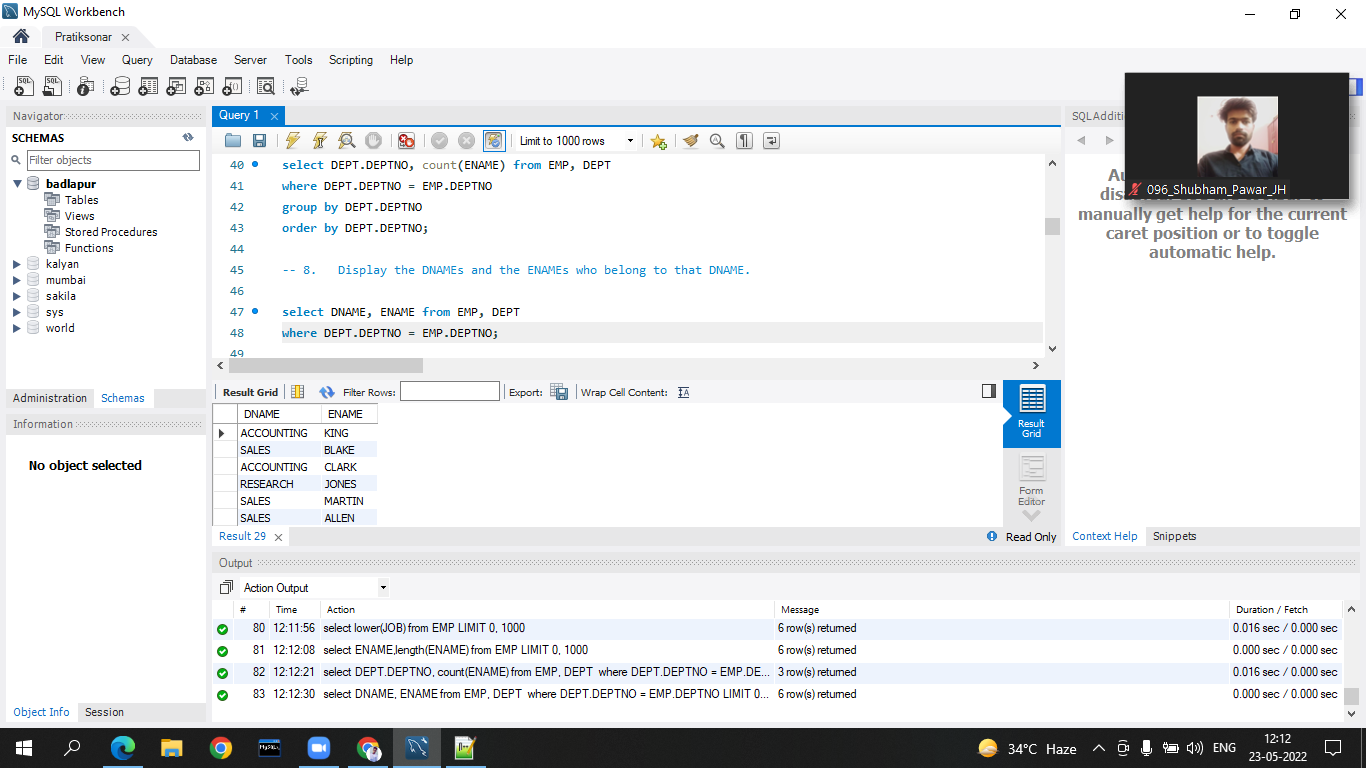 MySQL Workbench
Pratiksonar
File Edit View Query Database Server Tools Scripting Help
Navigator
SCHEMAS
Filter objects
badlapur
Tables
Views
Stored Procedures
Functions
kalyan
mumbai
sakila
sys
world
Administration Schemas
Information
No object selected
Object Info Session
Query 1
Limit to 1000 rows
40 select DEPT.DEPTNO, count(ENAME) from EMP, DEPT
41 where DEPT.DEPTNO = EMP.DEPTNO
42 group by DEPT.DEPTNO
43 order by DEPT.DEPTNO;
44
45 -- 8. Display the DNAMEs and the ENAMEs who belong to that DNAME.
46
47 select DNAME, ENAME from EMP, DEPT
48 where DEPT.DEPTNO = EMP.DEPTNO;
49
Result Grid Filter Rows: Export: Wrap Cell Content:
DNAME ENAME
ACCOUNTING KING
SALES BLAKE
ACCOUNTING CLARK
RESEARCH JONES
SALES MARTIN
SALES ALLEN
Result Grid
Form Editor
Result 29
Read Only
SQL Additi
096_Shubham_Pawar_JH
manually get help for the current
caret position or to toggle
automatic help.
Context Help Snippets
Output
Action Output
# Time Action Message Duration / Fetch
80 12:11:56 select lower(JOB) from EMP LIMIT 0, 1000 6 row(s) returned 0.016 sec / 0.000 sec
81 12:12:08 select ENAME,length(ENAME) from EMP LIMIT 0, 1000 6 row(s) returned 0.000 sec / 0.000 sec
82 12:12:21 select DEPT.DEPTNO, count(ENAME) from EMP, DEPT where DEPT.DEPTNO = EMP.DE... 3 row(s) returned 0.016 sec / 0.000 sec
83 12:12:30 select DNAME, ENAME from EMP, DEPT where DEPT.DEPTNO = EMP.DEPTNO LIMIT 0... 6 row(s) returned 0.000 sec / 0.000 sec
34°C Haze
ENG
12:12
23-05-2022